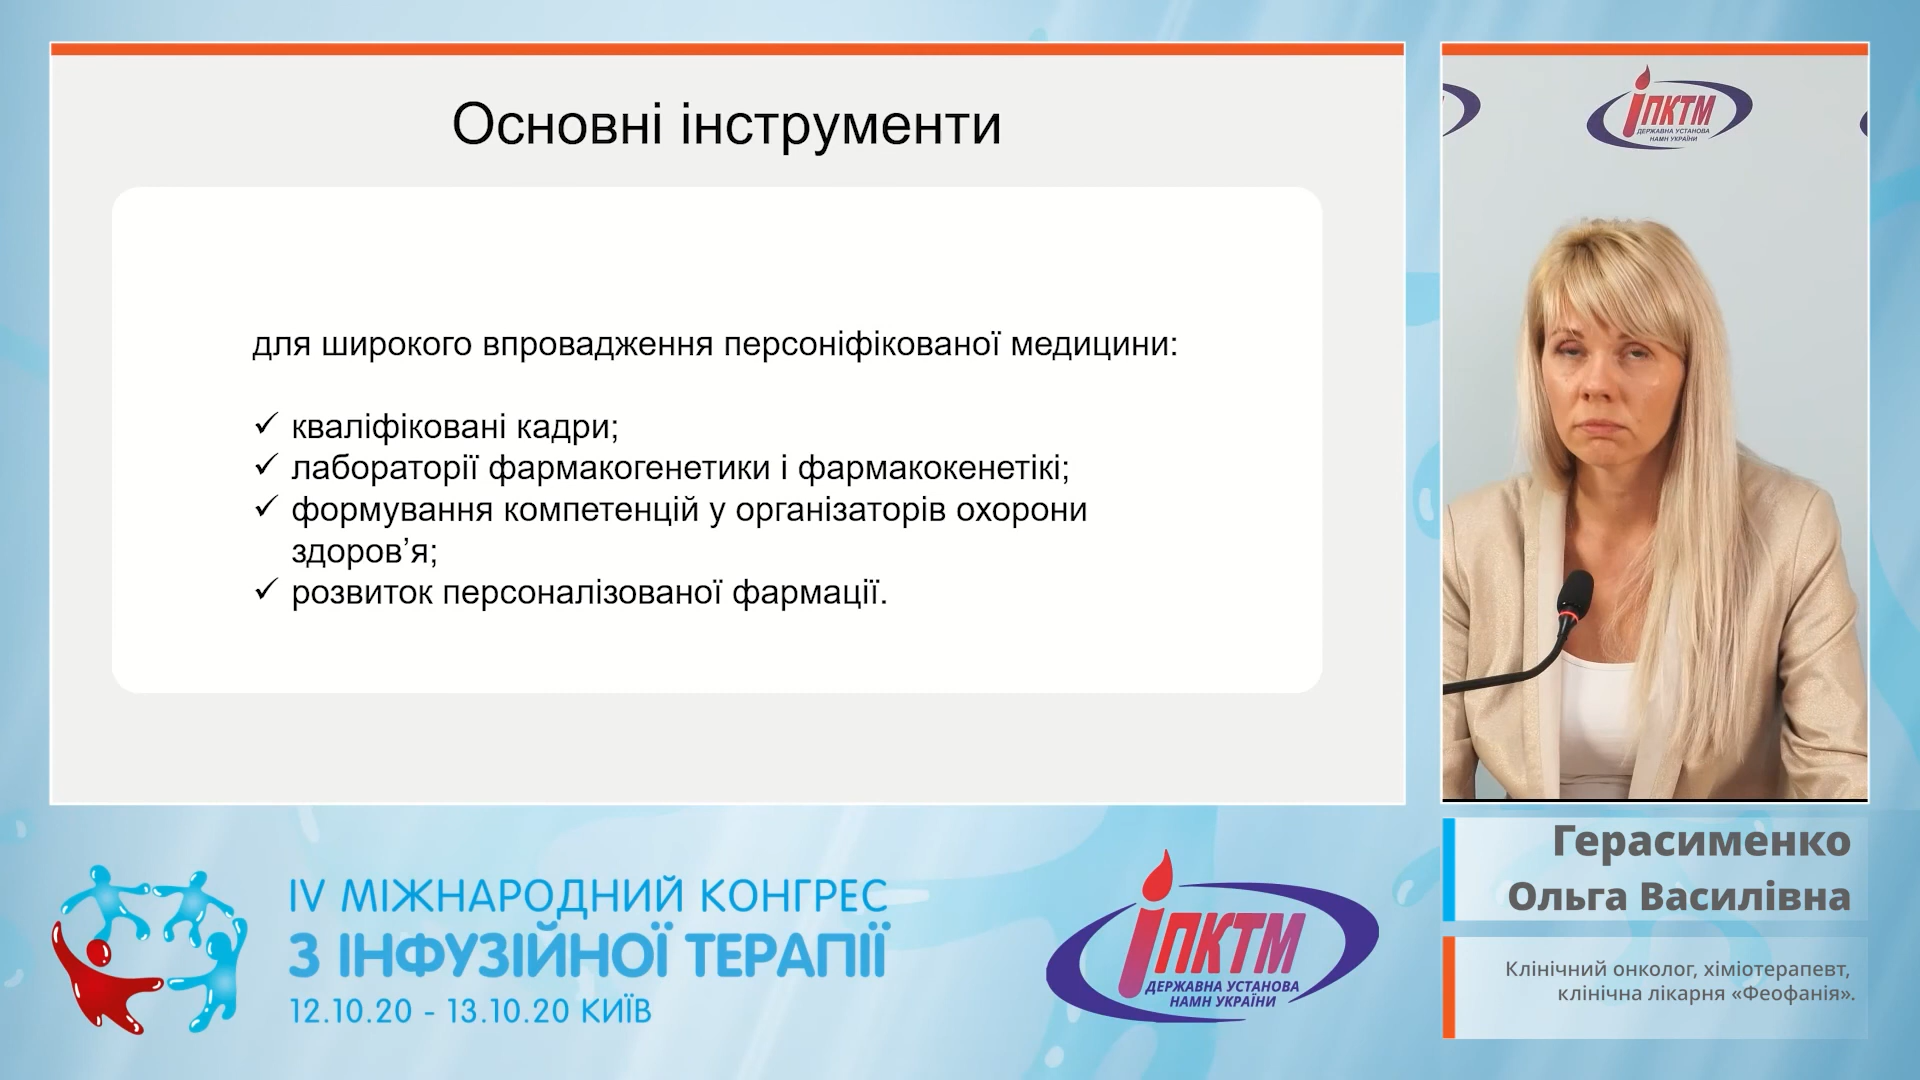 Основні інструменти
для широкого впровадження персоніфікованої медицини:
✓ кваліфіковані кадри;
✓ лабораторії фармакогенетики і фармакокенетікі;
✓ формування компетенцій у організаторів охорони
здоров’я;
✓ розвиток персоналізованої фармації.
іПКТМ
ДЕРЖАВНА УСТАНОВА
НАМН УКРАЇНИ
Герасименко
Ольга Василівна
Клінічний онколог, хіміотерапевт,
клінічна лікарня «Феофанія».
IV МІЖНАРОДНИЙ КОНГРЕС
З ІНФУЗІЙНОЇ ТЕРАПІЇ
12.10.20 - 13.10.20 КИЇВ
іПКТМ
ДЕРЖАВНА УСТАНОВА
НАМН УКРАЇНИ